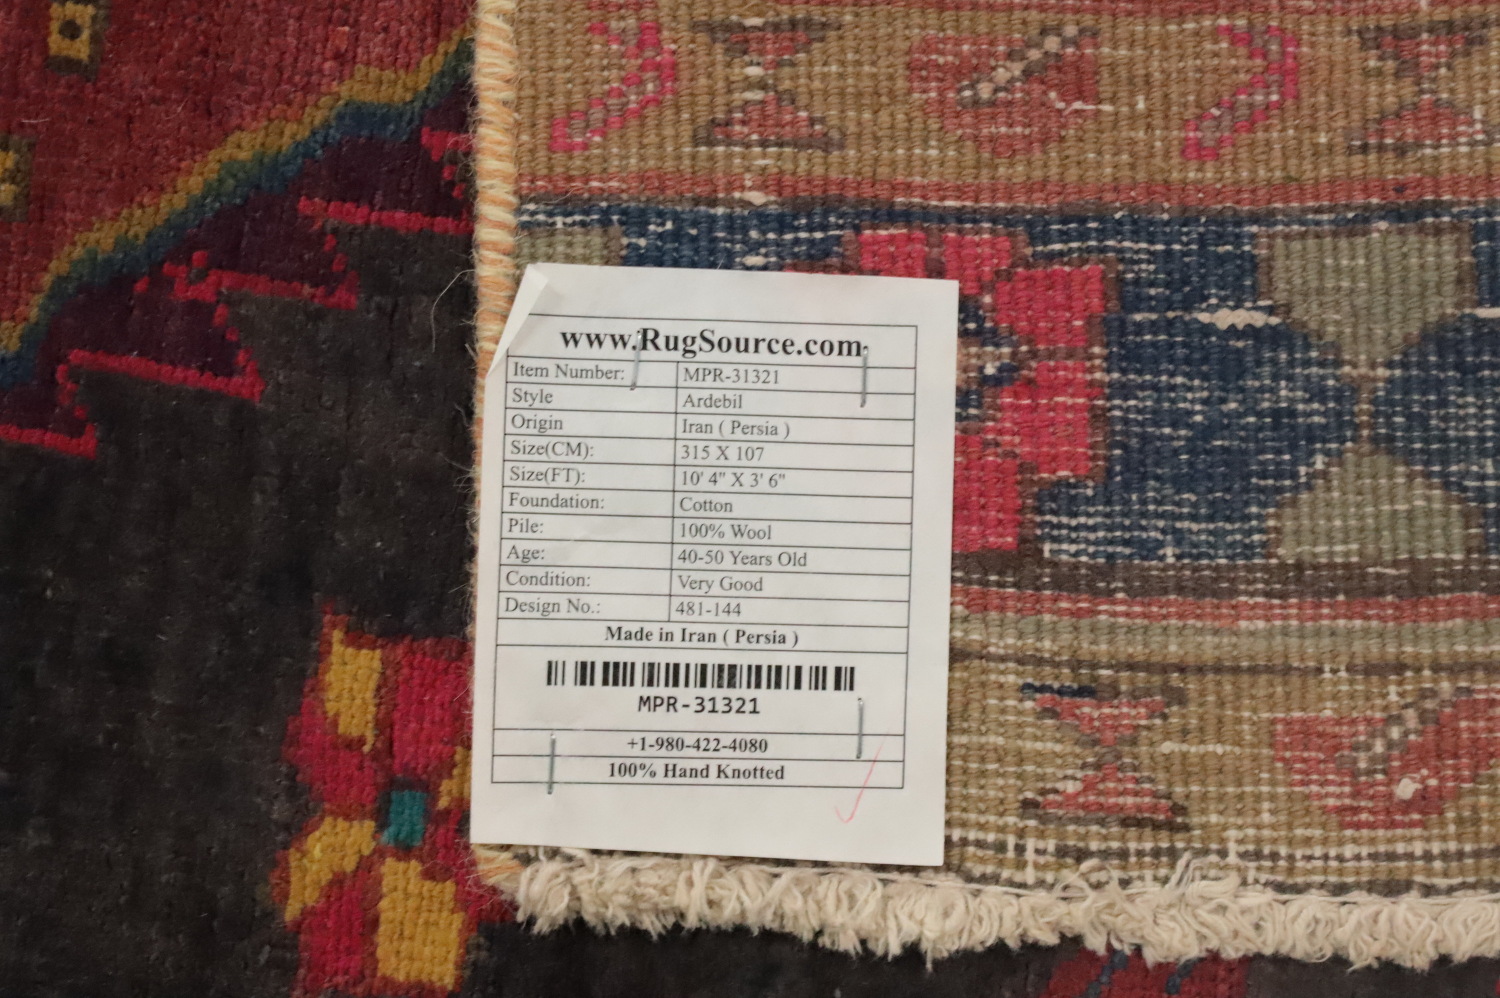 www.RugSource.com
Item Number: MPR-31321
Style Ardebil
Origin Iran ( Persia )
Size(CM): 315 X 107
Size(FT): 10' 4" X 3' 6"
Foundation: Cotton
Pile: 100% Wool
Age: 40-50 Years Old
Condition: Very Good
Design No.: 481-144
Made in Iran ( Persia )
MPR-31321
+1-980-422-4080
100% Hand Knotted